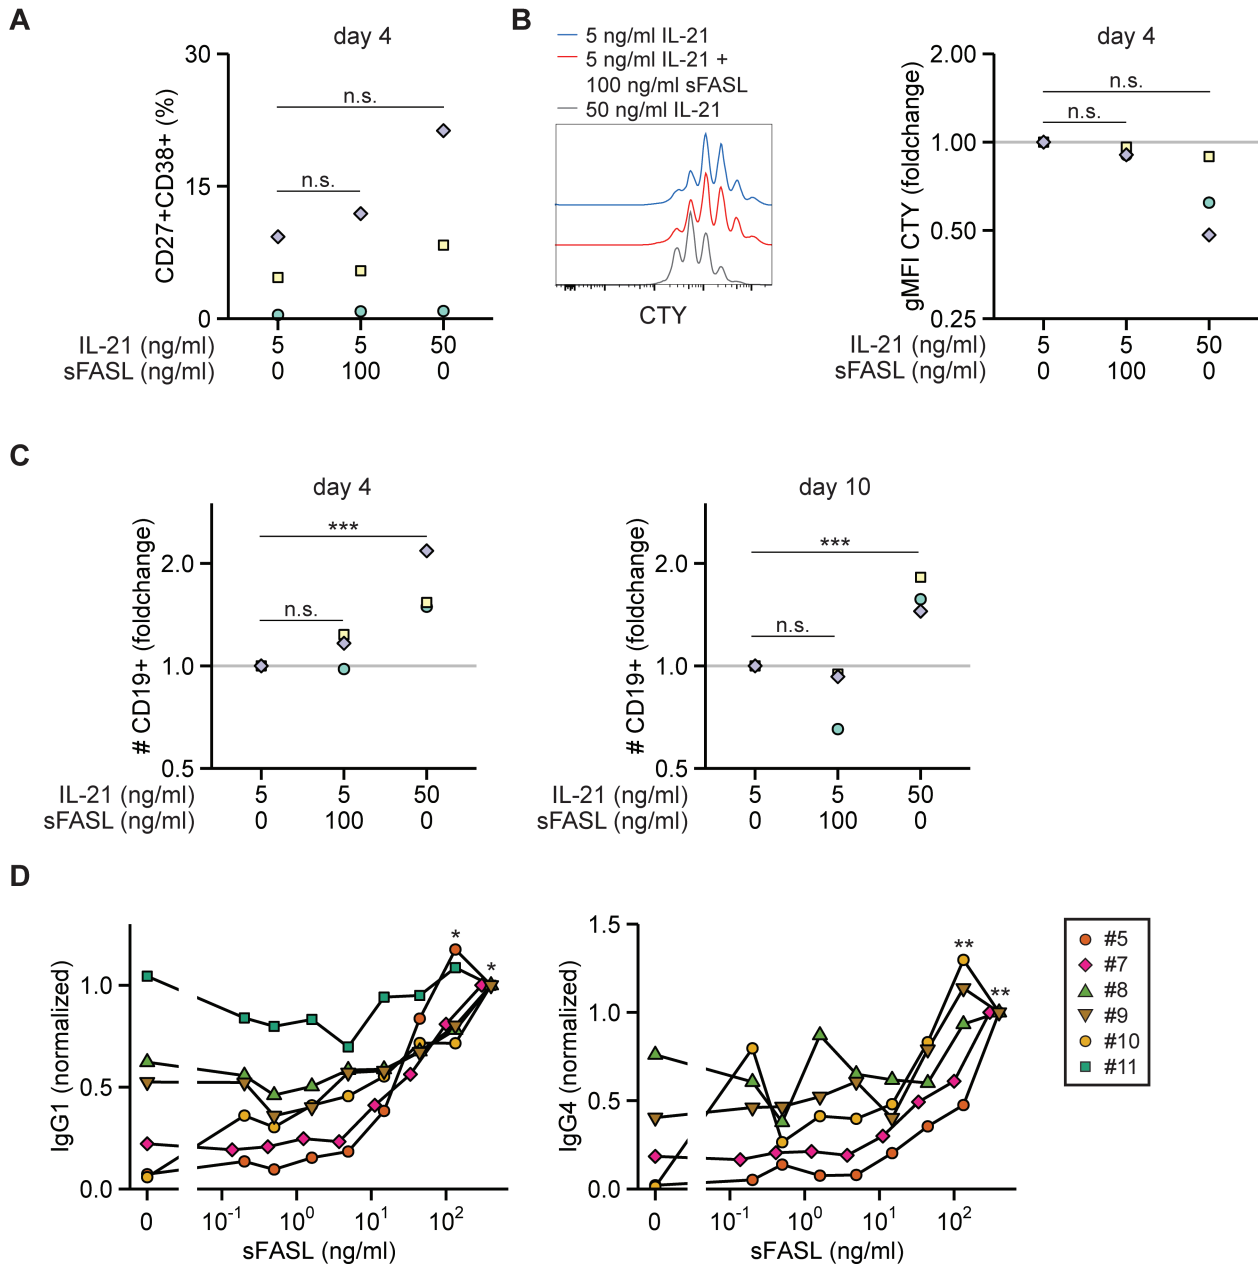 A
day 4
30
15
0
CD27+CD38+ (%)
n.s.
n.s.
IL-21 (ng/ml) 5 5 50
sFASL (ng/ml) 0 100 0
B
5 ng/ml IL-21
5 ng/ml IL-21 +
100 ng/ml sFASL
50 ng/ml IL-21
CTY
day 4
2.00
1.00
0.50
0.25
gMFI CTY (foldchange)
n.s.
n.s.
IL-21 (ng/ml) 5 5 50
sFASL (ng/ml) 0 100 0
C
day 4
2.0
1.0
0.5
# CD19+ (foldchange)
***
n.s.
IL-21 (ng/ml) 5 5 50
sFASL (ng/ml) 0 100 0
day 10
2.0
1.0
0.5
# CD19+ (foldchange)
***
n.s.
IL-21 (ng/ml) 5 5 50
sFASL (ng/ml) 0 100 0
D
1.0
0.5
0.0
IgG1 (normalized)
*
*
0 10-1 100 101 102
sFASL (ng/ml)
1.5
1.0
0.5
0.0
IgG4 (normalized)
**
**
0 10-1 100 101 102
sFASL (ng/ml)
#5
#7
#8
#9
#10
#11